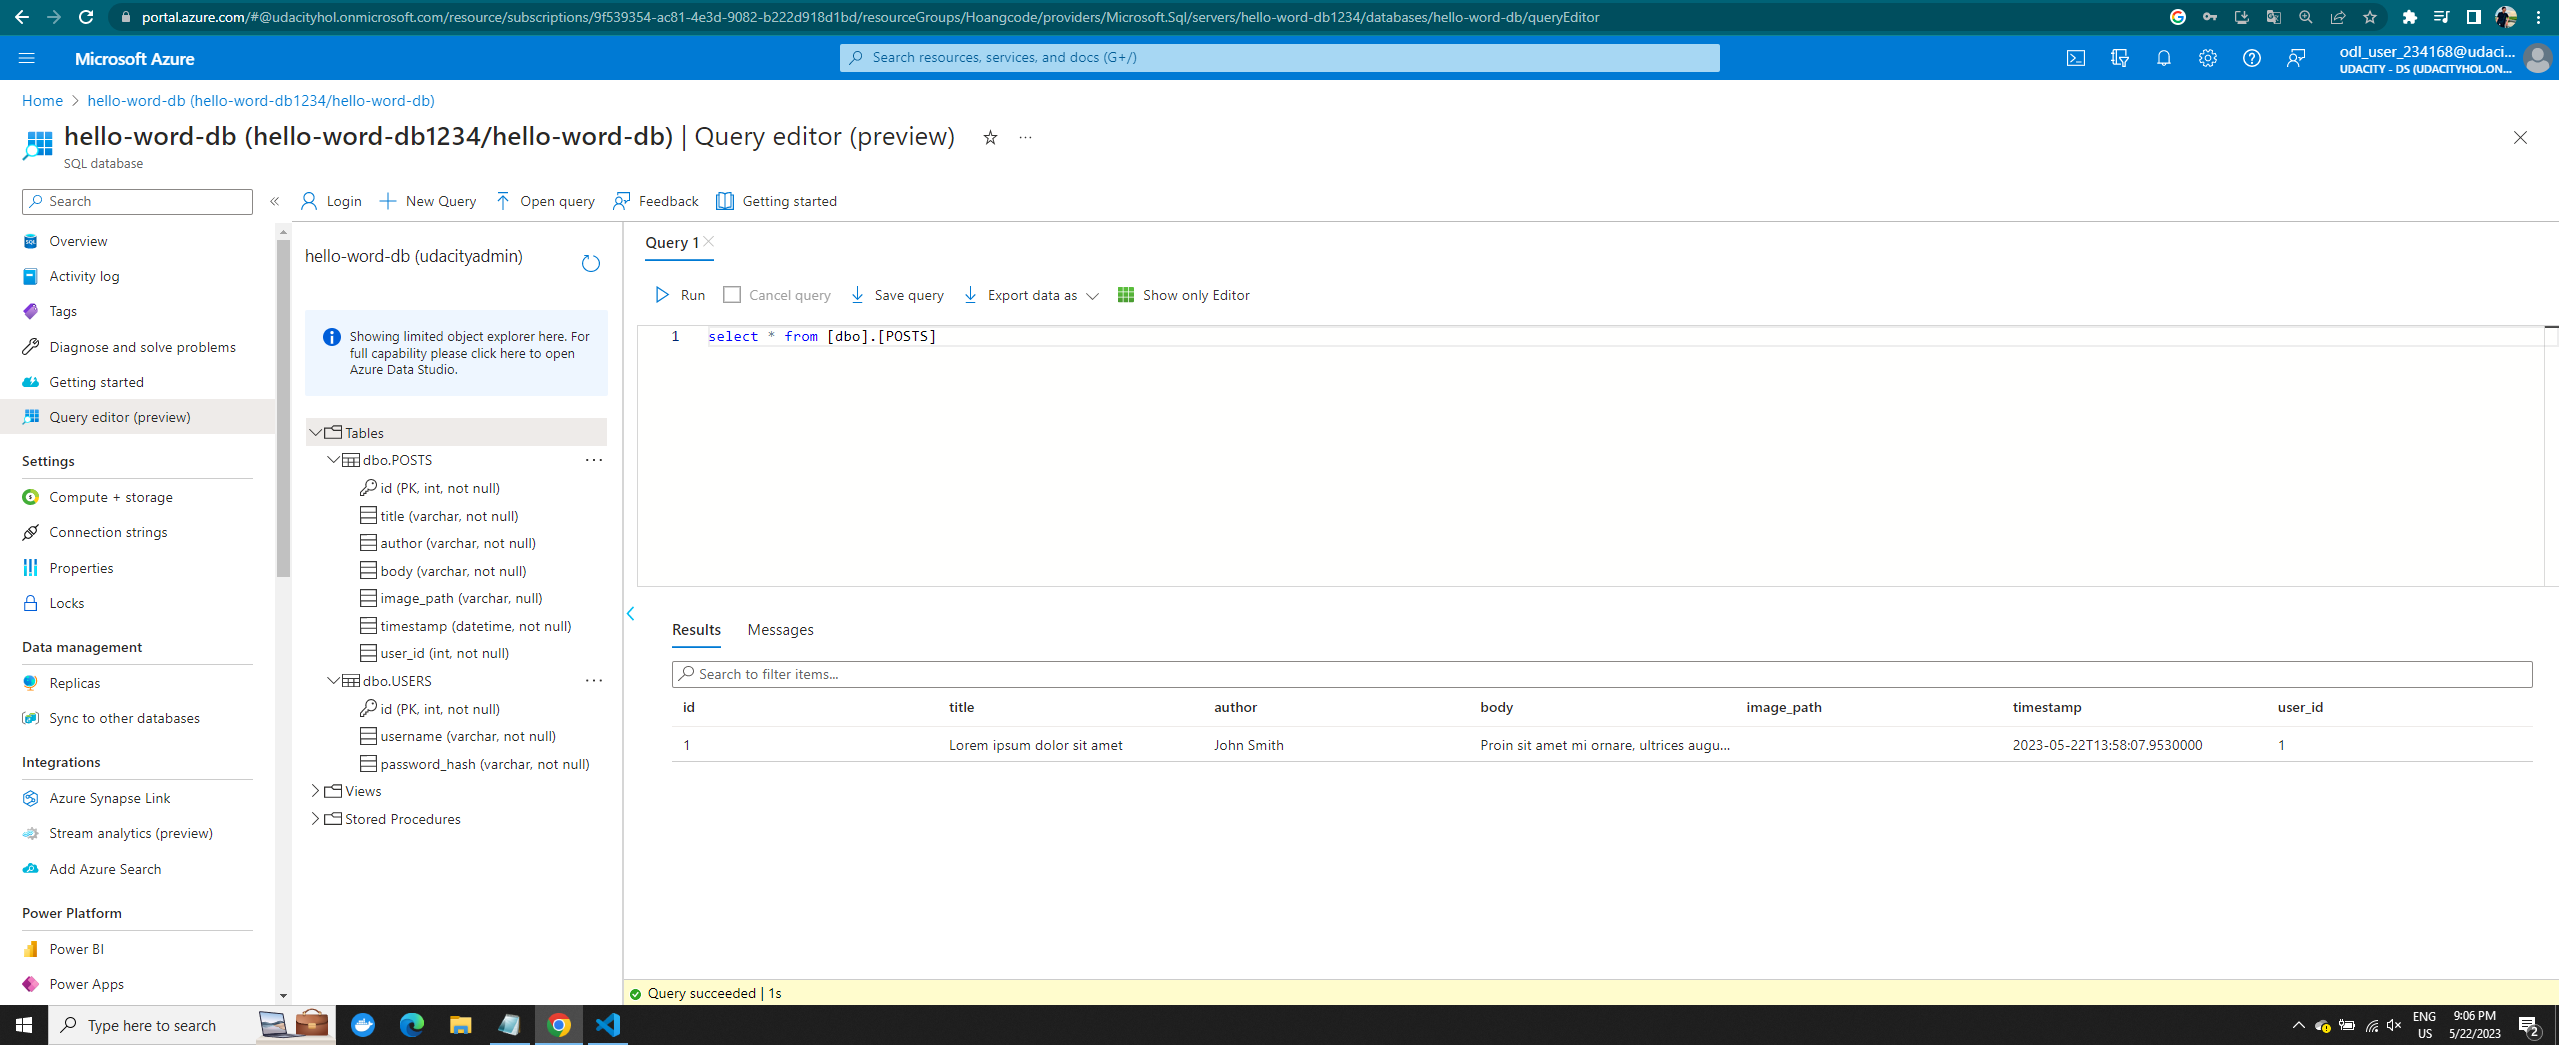 portal.azure.com/#@udacityhol.onmicrosoft.com/resource/subscriptions/9f539354-ac81-4e3d-9082-b222d918d1bd/resourceGroups/Hoangcode/providers/Microsoft.Sql/servers/hello-word-db1234/databases/hello-word-db/queryEditor
Microsoft Azure
Search resources, services, and docs (G+/)
odl_user_234168@udaci...
UDACITY - DS (UDACITYHOL.ON...
Home > hello-word-db (hello-word-db1234/hello-word-db)
hello-word-db (hello-word-db1234/hello-word-db) | Query editor (preview)
SQL database
Search
Login
New Query
Open query
Feedback
Getting started
Overview
Activity log
Tags
Diagnose and solve problems
Getting started
Query editor (preview)
Settings
Compute + storage
Connection strings
Properties
Locks
Data management
Replicas
Sync to other databases
Integrations
Azure Synapse Link
Stream analytics (preview)
Add Azure Search
Power Platform
Power BI
Power Apps
hello-word-db (udacityadmin)
Showing limited object explorer here. For
full capability please click here to open
Azure Data Studio.
Tables
dbo.POSTS
id (PK, int, not null)
title (varchar, not null)
author (varchar, not null)
body (varchar, not null)
image_path (varchar, null)
timestamp (datetime, not null)
user_id (int, not null)
dbo.USERS
id (PK, int, not null)
username (varchar, not null)
password_hash (varchar, not null)
Views
Stored Procedures
Query 1
Run
Cancel query
Save query
Export data as
Show only Editor
1 select * from [dbo].[POSTS]
Results
Messages
Search to filter items...
id title author body image_path timestamp user_id
1 Lorem ipsum dolor sit amet John Smith Proin sit amet mi ornare, ultrices augu... 2023-05-22T13:58:07.9530000 1
Query succeeded | 1s
Type here to search
ENG
US
9:06 PM
5/22/2023
2